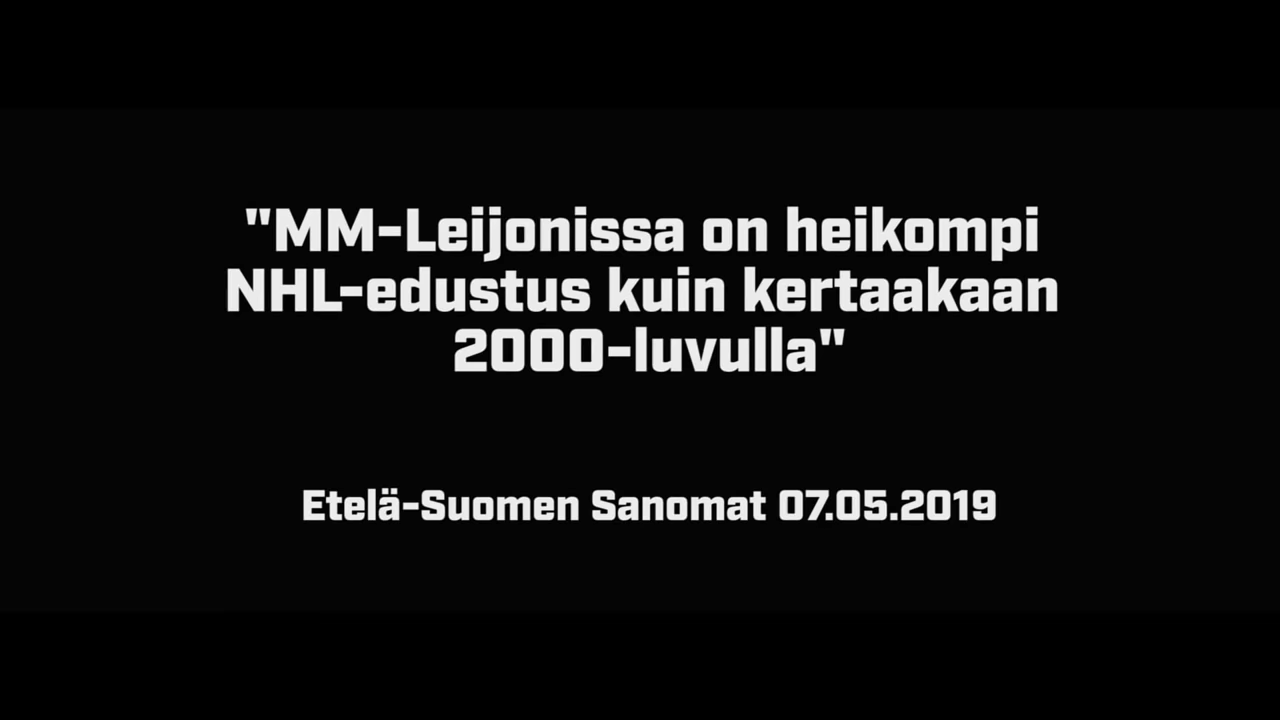 "MM-Leijonissa on heikompi
NHL-edustus kuin kertaakaan
2000-luvulla"
Etelä-Suomen Sanomat 07.05.2019